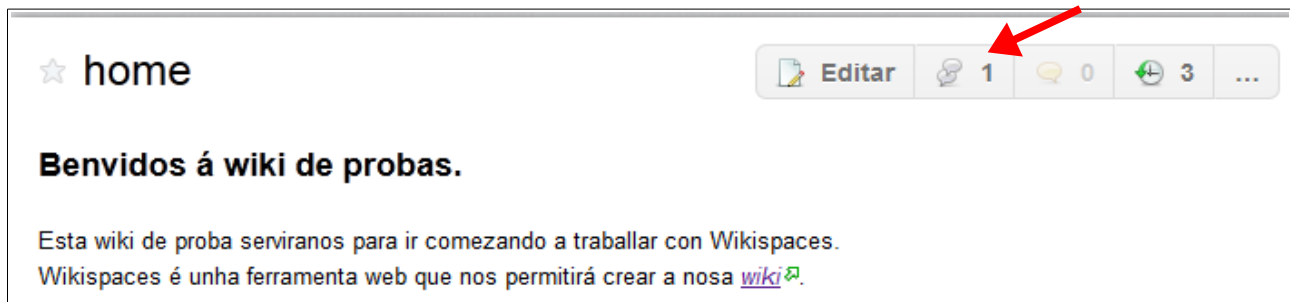 home
Editar 1 0 3 ...
Benvidos á wiki de probas.
Esta wiki de proba serviranos para ir comezando a traballar con Wikispaces.
Wikispaces é unha ferramenta web que nos permitirá crear a nosa wiki.